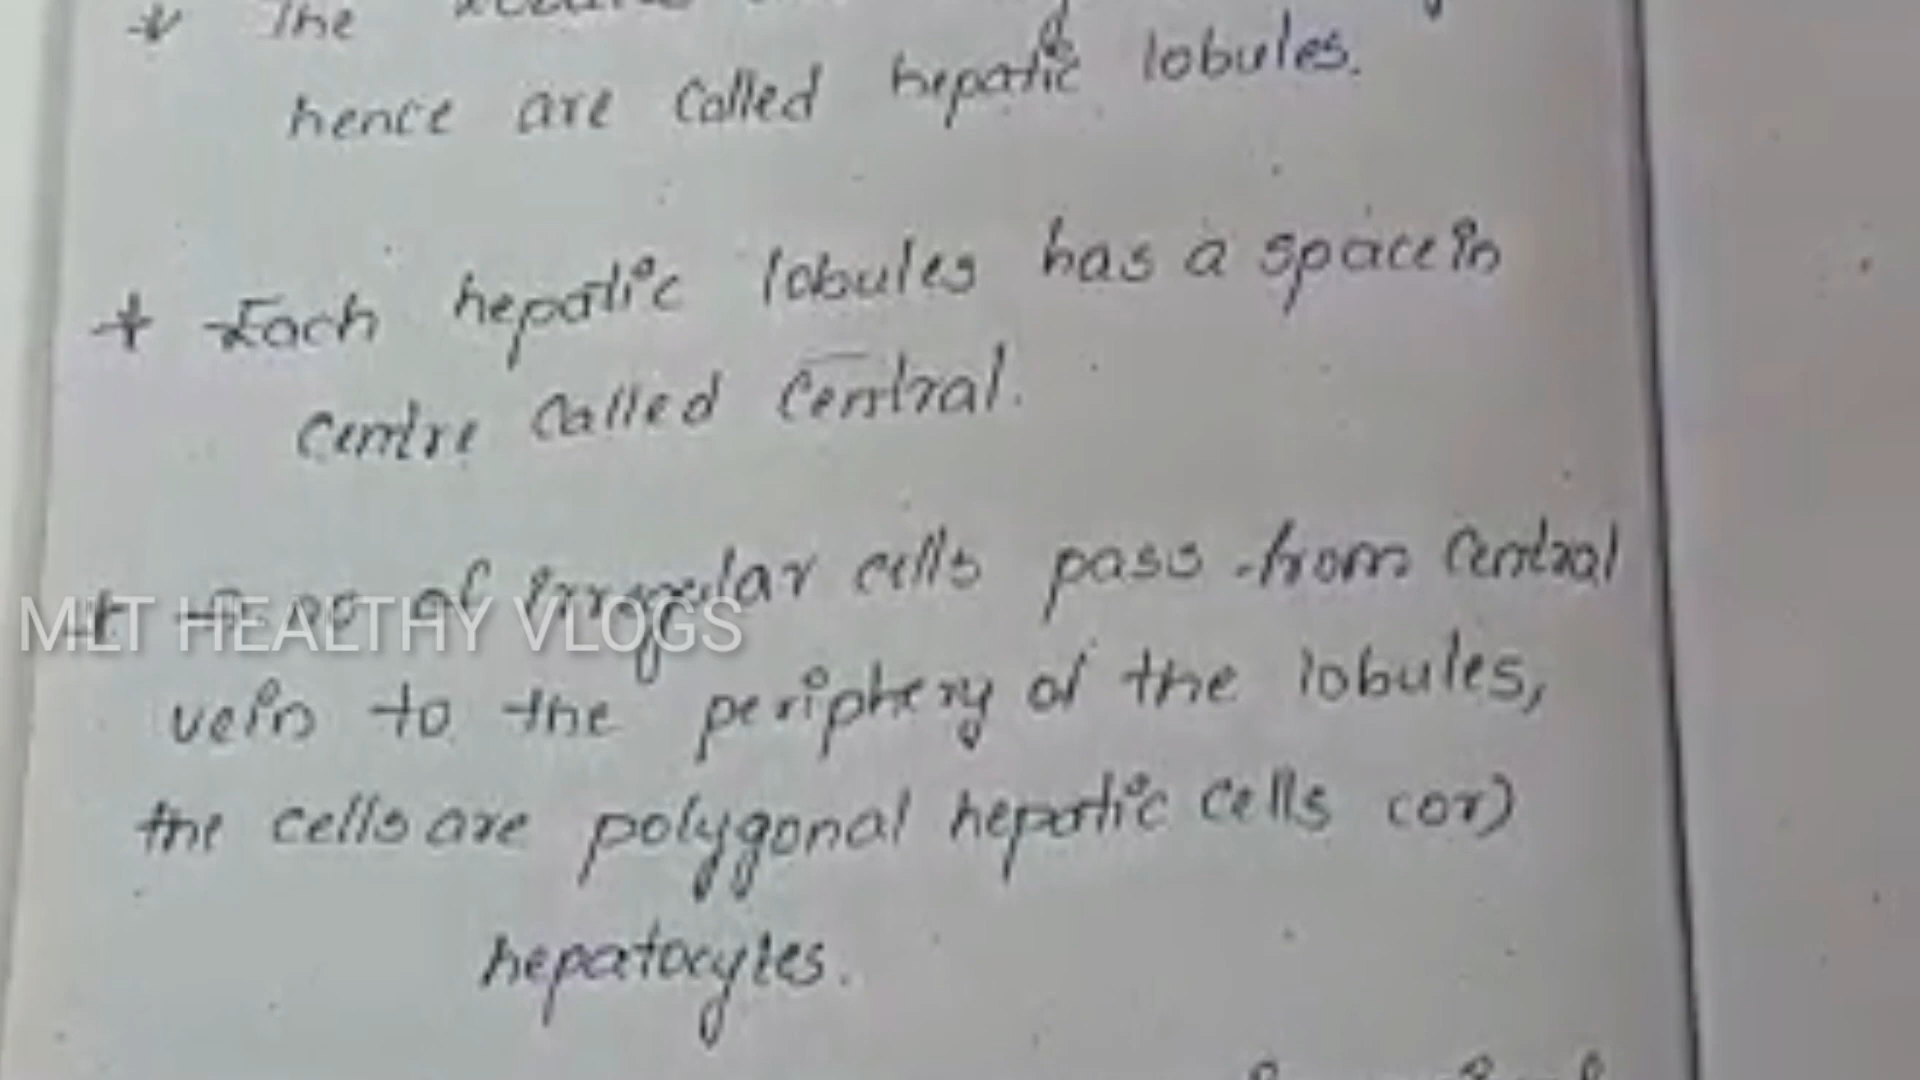 * The
hence are called hepatic lobules.
* Each hepatic lobules has a space in
centre called central.
of irregular cells pass from central
MLT HEALTHY VLOGS
vein to the periphery of the lobules,
the cells are polygonal hepatic cells (or)
hepatocytes.